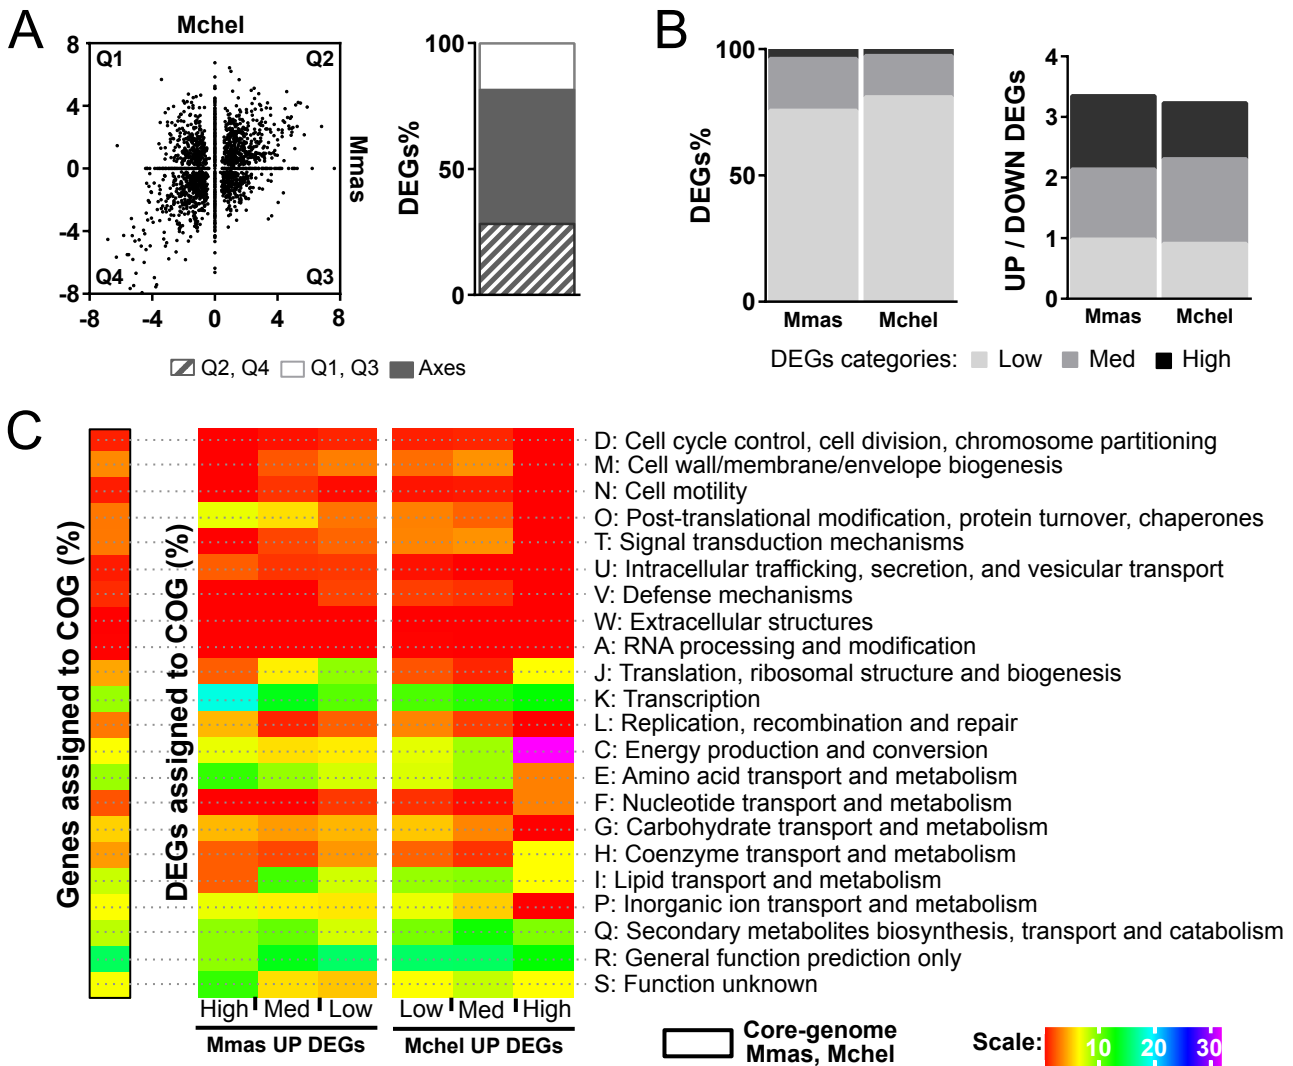 A
Mchel
8
4
0
-4
-8
Q1
Q2
Q4
Q3
-8
-4
0
4
8
Mmas
DEGs%
100
50
0
Q2, Q4
Q1, Q3
Axes
B
DEGs%
100
50
0
Mmas
Mchel
UP / DOWN DEGs
4
3
2
1
0
Mmas
Mchel
DEGs categories:
Low
Med
High
C
Genes assigned to COG (%)
DEGs assigned to COG (%)
D: Cell cycle control, cell division, chromosome partitioning
M: Cell wall/membrane/envelope biogenesis
N: Cell motility
O: Post-translational modification, protein turnover, chaperones
T: Signal transduction mechanisms
U: Intracellular trafficking, secretion, and vesicular transport
V: Defense mechanisms
W: Extracellular structures
A: RNA processing and modification
J: Translation, ribosomal structure and biogenesis
K: Transcription
L: Replication, recombination and repair
C: Energy production and conversion
E: Amino acid transport and metabolism
F: Nucleotide transport and metabolism
G: Carbohydrate transport and metabolism
H: Coenzyme transport and metabolism
I: Lipid transport and metabolism
P: Inorganic ion transport and metabolism
Q: Secondary metabolites biosynthesis, transport and catabolism
R: General function prediction only
S: Function unknown
High
Med
Low
Low
Med
High
Mmas UP DEGs
Mchel UP DEGs
Core-genome
Mmas, Mchel
Scale:
10
20
30